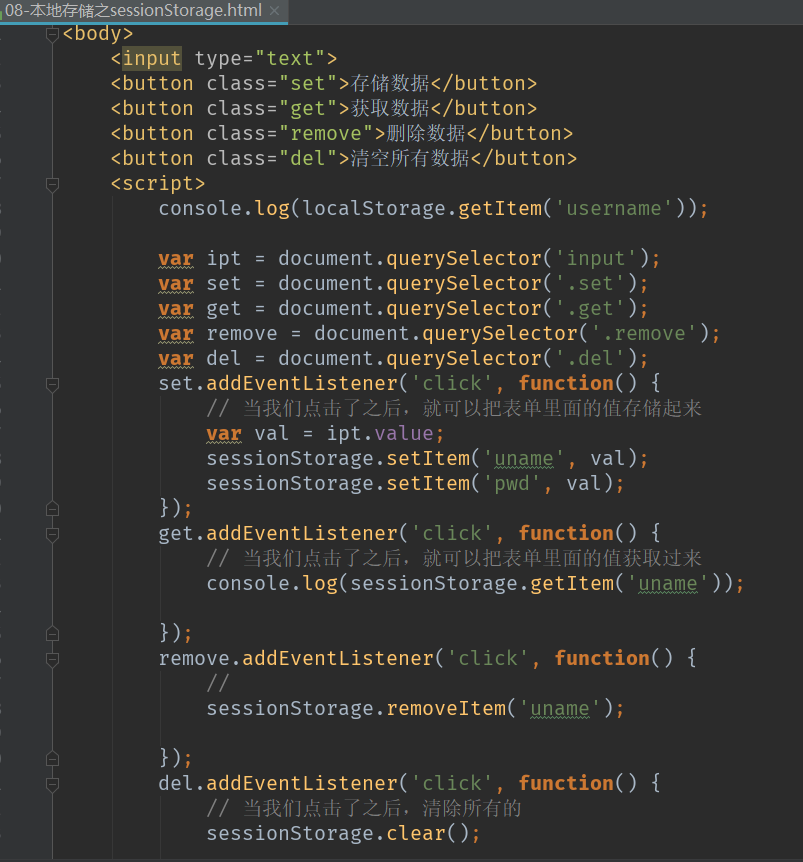 08-本地存储之sessionStorage.html ×
<body>
<input type="text">
<button class="set">存储数据</button>
<button class="get">获取数据</button>
<button class="remove">删除数据</button>
<button class="del">清空所有数据</button>
<script>
console.log(localStorage.getItem('username'));
var ipt = document.querySelector('input');
var set = document.querySelector('.set');
var get = document.querySelector('.get');
var remove = document.querySelector('.remove');
var del = document.querySelector('.del');
set.addEventListener('click', function() {
// 当我们点击了之后，就可以把表单里面的值存储起来
var val = ipt.value;
sessionStorage.setItem('uname', val);
sessionStorage.setItem('pwd', val);
});
get.addEventListener('click', function() {
// 当我们点击了之后，就可以把表单里面的值获取过来
console.log(sessionStorage.getItem('uname'));
});
remove.addEventListener('click', function() {
//
sessionStorage.removeItem('uname');
});
del.addEventListener('click', function() {
// 当我们点击了之后，清除所有的
sessionStorage.clear();